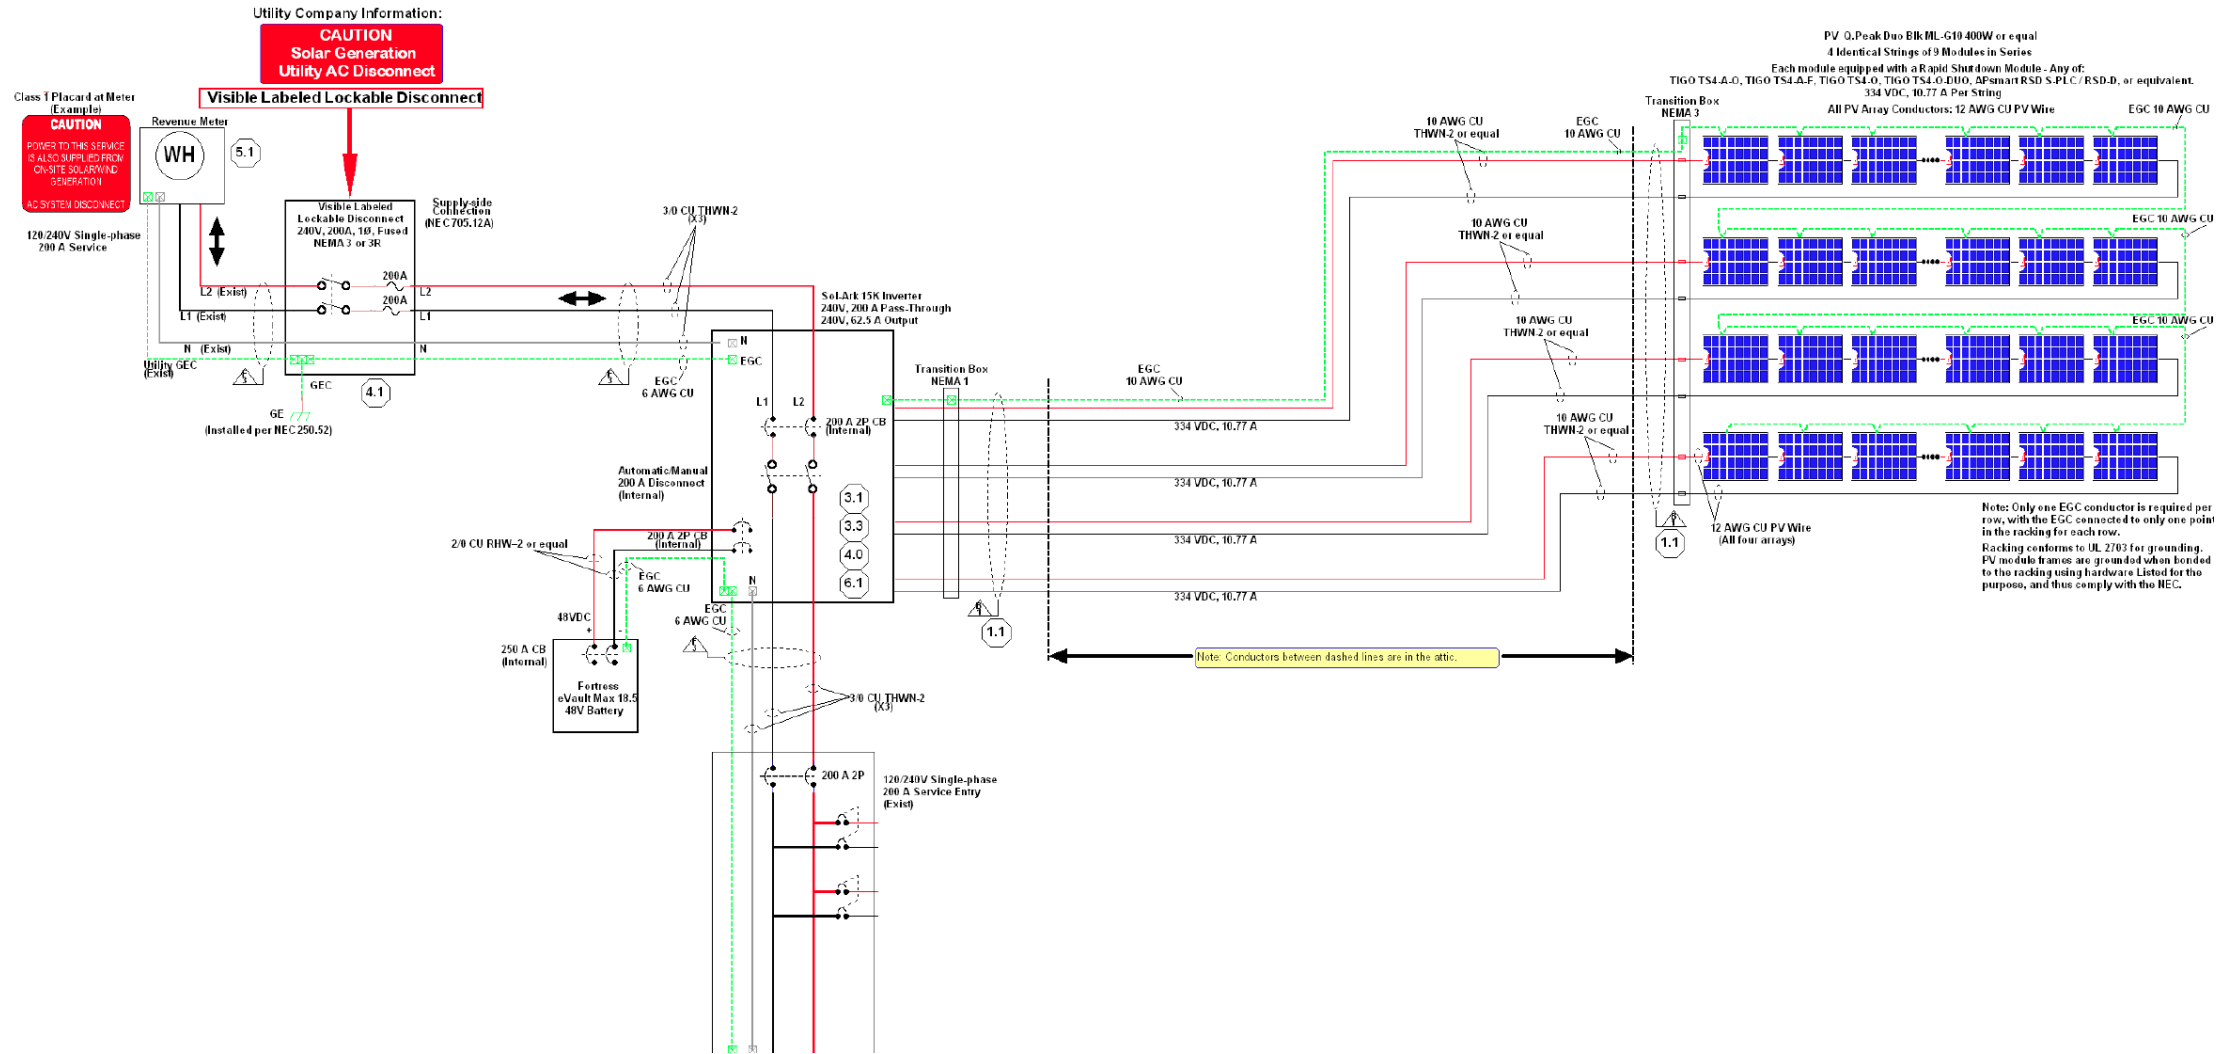 Utility Company Information:
CAUTION
Solar Generation
Utility AC Disconnect
Visible Labeled Lockable Disconnect
Class 1 Placard at Meter
(Example)
CAUTION
POWER TO THIS SERVICE
IS ALSO SUPPLIED FROM
ON-SITE SOLAR/WIND
GENERATION
AC SYSTEM DISCONNECT
Revenue Meter
WH
5.1
120/240V Single-phase
200 A Service
Visible Labeled
Lockable Disconnect
240V, 200A, 1Ø, Fused
NEMA 3 or 3R
Supply-side
Connection
(NEC705.12A)
200A
200A
L2 (Exist)
L1 (Exist)
N (Exist)
L2
L1
N
Utility GEC
(Exist)
GEC
4.1
GE
(Installed per NEC 250.52)
3/0 CU THWN-2
(X3)
EGC
6 AWG CU
Sol-Ark 15K Inverter
240V, 200 A Pass-Through
240V, 62.5 A Output
N
EGC
L1
L2
200 A 2P CB
(Internal)
Automatic/Manual
200 A Disconnect
(Internal)
3.1
3.3
4.0
6.1
200 A 2P CB
(Internal)
N
2/0 CU RHW-2 or equal
EGC
6 AWG CU
48VDC
+
250 A CB
(Internal)
Fortress
eVault Max 18.5
48V Battery
EGC
6 AWG CU
3/0 CU THWN-2
(X3)
200 A 2P
120/240V Single-phase
200 A Service Entry
(Exist)
Transition Box
NEMA 1
1.1
EGC
10 AWG CU
334 VDC, 10.77 A
334 VDC, 10.77 A
334 VDC, 10.77 A
334 VDC, 10.77 A
Note: Conductors between dashed lines are in the attic.
10 AWG CU
THWN-2 or equal
EGC
10 AWG CU
10 AWG CU
THWN-2 or equal
10 AWG CU
THWN-2 or equal
10 AWG CU
THWN-2 or equal
Transition Box
NEMA 3
1.1
PV Q.Peak Duo Blk ML-G10 400W or equal
4 Identical Strings of 9 Modules in Series
Each module equipped with a Rapid Shutdown Module - Any of:
TIGO TS4-A-O, TIGO TS4-A-F, TIGO TS4-O, TIGO TS4-O-DUO, APsmart RSD S-PLC / RSD-D, or equivalent.
334 VDC, 10.77 A Per String
All PV Array Conductors: 12 AWG CU PV Wire
EGC 10 AWG CU
EGC 10 AWG CU
EGC 10 AWG CU
12 AWG CU PV Wire
(All four arrays)
Note: Only one EGC conductor is required per
row, with the EGC connected to only one point
in the racking for each row.
Racking conforms to UL 2703 for grounding.
PV module frames are grounded when bonded
to the racking using hardware Listed for the
purpose, and thus comply with the NEC.